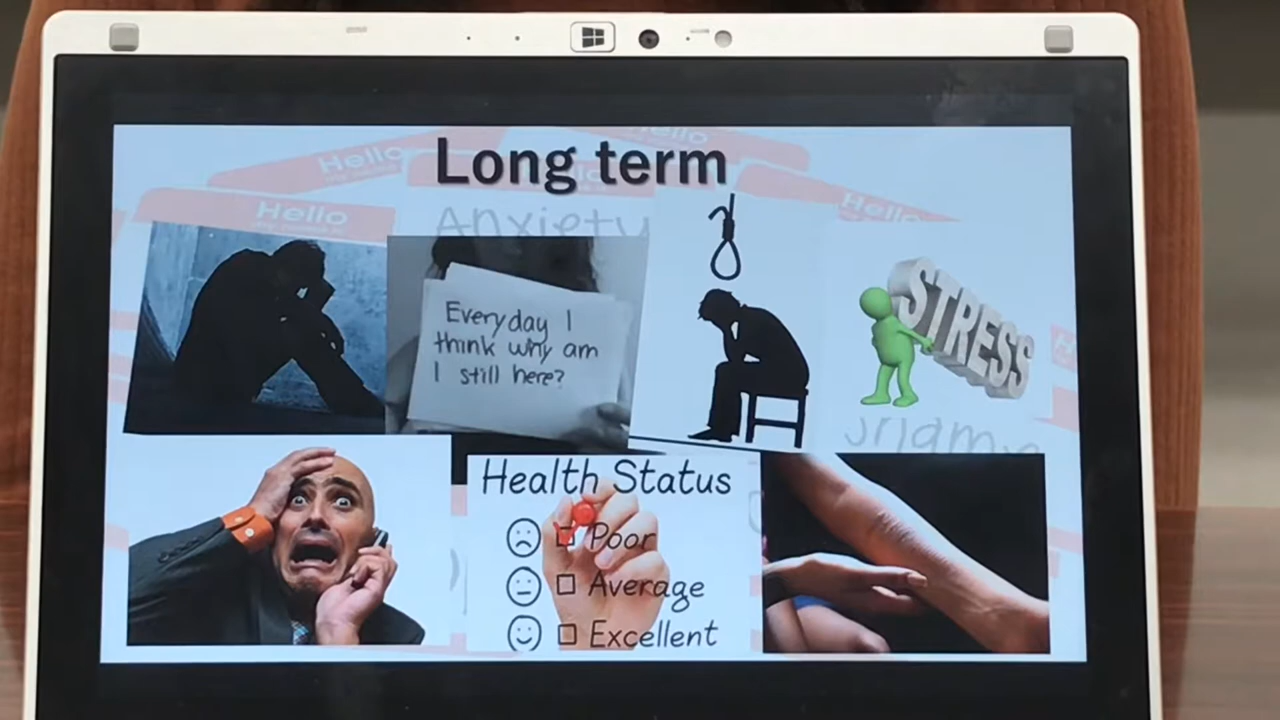 Hello
Hello
Hello
Hello
Long term
Anxiety
Everyday I
think why am
I still here?
STRESS
Health Status
Poor
Average
Excellent